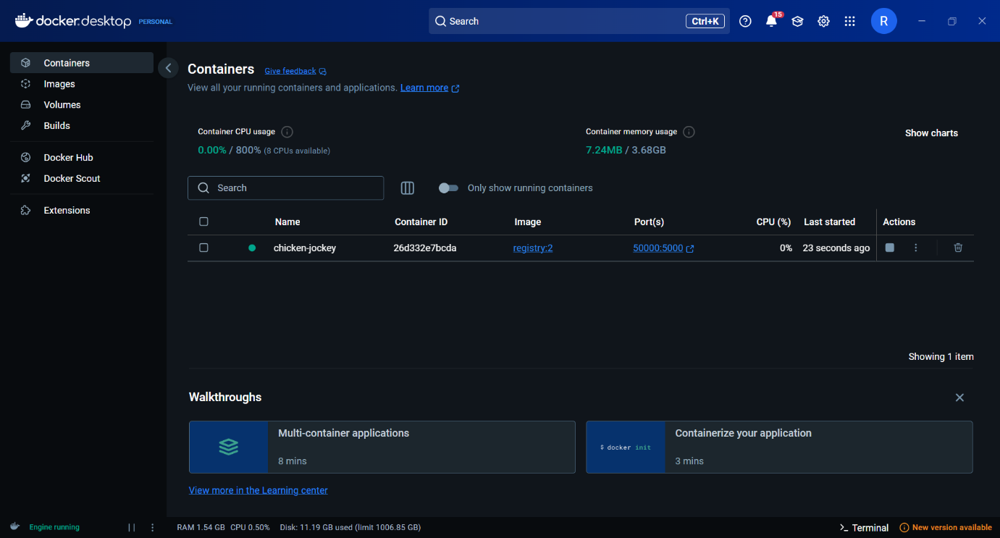 docker.desktop PERSONAL
Search Ctrl+K
15
R
Containers
Images
Volumes
Builds
Docker Hub
Docker Scout
Extensions
Containers Give feedback
View all your running containers and applications. Learn more
Container CPU usage
0.00% / 800% (8 CPUs available)
Container memory usage
7.24MB / 3.68GB
Show charts
Search
Only show running containers
Name Container ID Image Port(s) CPU (%) Last started Actions
chicken-jockey 26d332e7bcda registry:2 50000:5000 0% 23 seconds ago
Showing 1 item
Walkthroughs
Multi-container applications
8 mins
$ docker init
Containerize your application
3 mins
View more in the Learning center
Engine running RAM 1.54 GB CPU 0.50% Disk: 11.19 GB used (limit 1006.85 GB) Terminal New version available